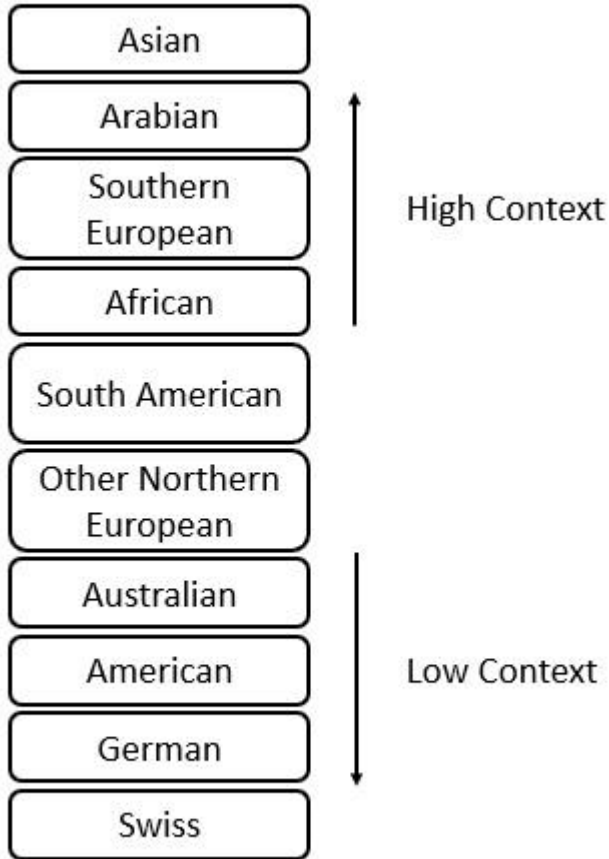 Asian
Arabian
Southern
European
High Context
African
South American
Other Northern
European
Australian
American
Low Context
German
Swiss